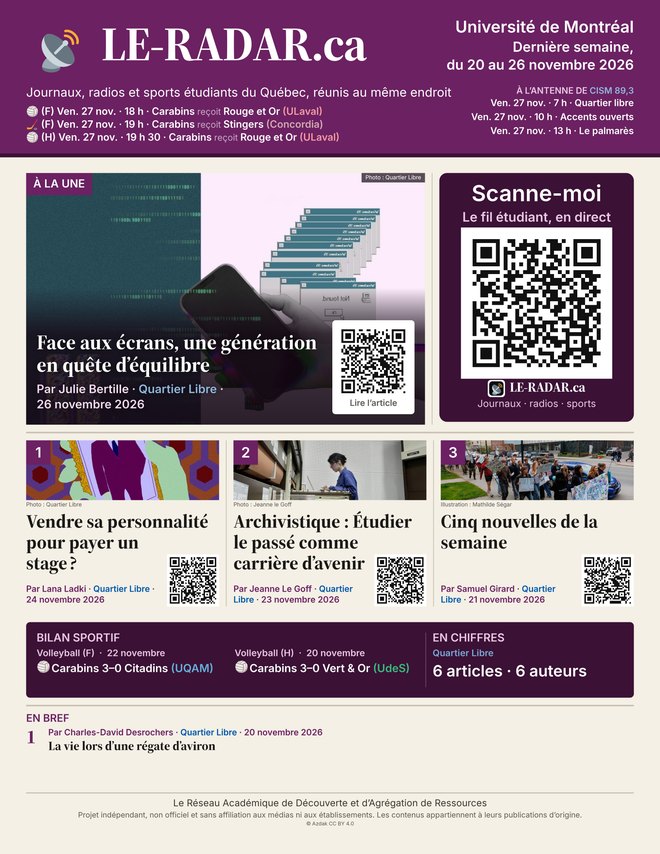 LE-RADAR.ca
Université de Montréal
Dernière semaine,
du 20 au 26 novembre 2026
Journaux, radios et sports étudiants du Québec, réunis au même endroit
(F) Ven. 27 nov. · 18 h · Carabins reçoit Rouge et Or (ULaval)
(F) Ven. 27 nov. · 19 h · Carabins reçoit Stingers (Concordia)
(H) Ven. 27 nov. · 19 h 30 · Carabins reçoit Rouge et Or (ULaval)
À L'ANTENNE DE CISM 89,3
Ven. 27 nov. · 7 h · Quartier libre
Ven. 27 nov. · 10 h · Accents ouverts
Ven. 27 nov. · 13 h · Le palmarès
À LA UNE
Photo : Quartier Libre
Not found.
Face aux écrans, une génération
en quête d'équilibre
Par Julie Bertille · Quartier Libre ·
26 novembre 2026
Lire l'article
Scanne-moi
Le fil étudiant, en direct
LE-RADAR.ca
Journaux · radios · sports
1
Photo : Quartier Libre
Vendre sa personnalité
pour payer un
stage ?
Par Lana Ladki · Quartier Libre ·
24 novembre 2026
2
Photo : Jeanne le Goff
Archivistique : Étudier
le passé comme
carrière d'avenir
Par Jeanne Le Goff · Quartier
Libre · 23 novembre 2026
3
Illustration : Mathilde Ségar
Cinq nouvelles de la
semaine
Par Samuel Girard · Quartier
Libre · 21 novembre 2026
BILAN SPORTIF
Volleyball (F) · 22 novembre
Carabins 3–0 Citadins (UQAM)
Volleyball (H) · 20 novembre
Carabins 3–0 Vert & Or (UdeS)
EN CHIFFRES
Quartier Libre
6 articles · 6 auteurs
EN BREF
1
Par Charles-David Desrochers · Quartier Libre · 20 novembre 2026
La vie lors d'une régate d'aviron
Le Réseau Académique de Découverte et d'Agrégation de Ressources
Projet indépendant, non officiel et sans affiliation aux médias ni aux établissements. Les contenus appartiennent à leurs publications d'origine.
© Azdak CC BY 4.0